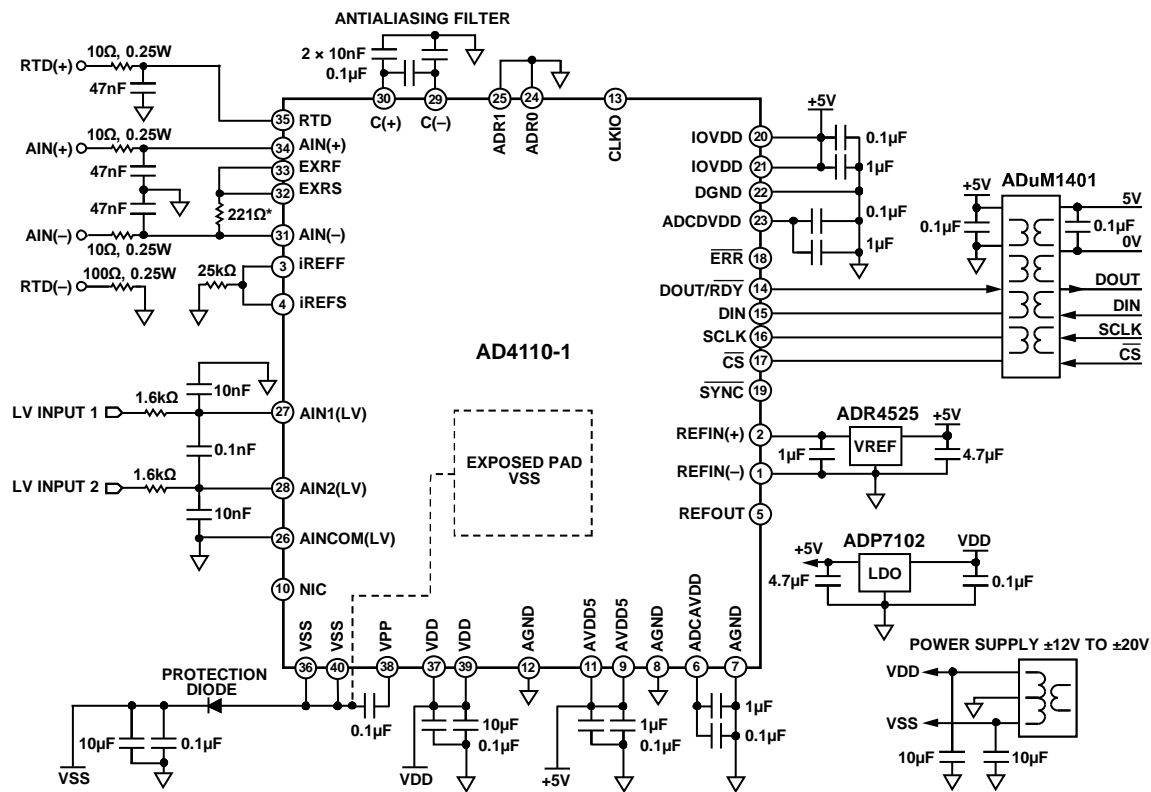 ANTIALIASING FILTER
10Ω, 0.25W
RTD(+)
47nF
2 × 10nF
0.1µF
30
29
25
24
13
C(+)
C(–)
ADR1
ADR0
CLKIO
35
RTD
10Ω, 0.25W
AIN(+)
34
AIN(+)
33
EXRF
47nF
32
EXRS
47nF
221Ω*
AIN(–)
31
AIN(–)
10Ω, 0.25W
100Ω, 0.25W
RTD(–)
25kΩ
3
iREFF
4
iREFS
+5V
IOVDD
20
0.1µF
IOVDD
21
1µF
DGND
22
ADCDVDD
23
0.1µF
1µF
ERR
18
DOUT/RDY
14
DIN
15
SCLK
16
CS
17
SYNC
19
ADuM1401
+5V
5V
0.1µF
0.1µF
0V
DOUT
DIN
SCLK
CS
AD4110-1
10nF
1.6kΩ
LV INPUT 1
27
AIN1(LV)
0.1nF
1.6kΩ
LV INPUT 2
28
AIN2(LV)
10nF
26
AINCOM(LV)
10
NIC
EXPOSED PAD
VSS
ADR4525
+5V
REFIN(+)
2
VREF
1µF
4.7µF
REFIN(–)
1
REFOUT
5
ADP7102
VDD
+5V
LDO
4.7µF
0.1µF
VSS
VSS
VPP
VDD
VDD
AGND
AVDD5
AVDD5
AGND
ADCAVDD
AGND
36
40
38
37
39
12
11
9
8
6
7
PROTECTION
DIODE
0.1µF
10µF
0.1µF
VSS
10µF
0.1µF
VDD
1µF
0.1µF
+5V
1µF
0.1µF
POWER SUPPLY ±12V TO ±20V
VDD
VSS
10µF
10µF